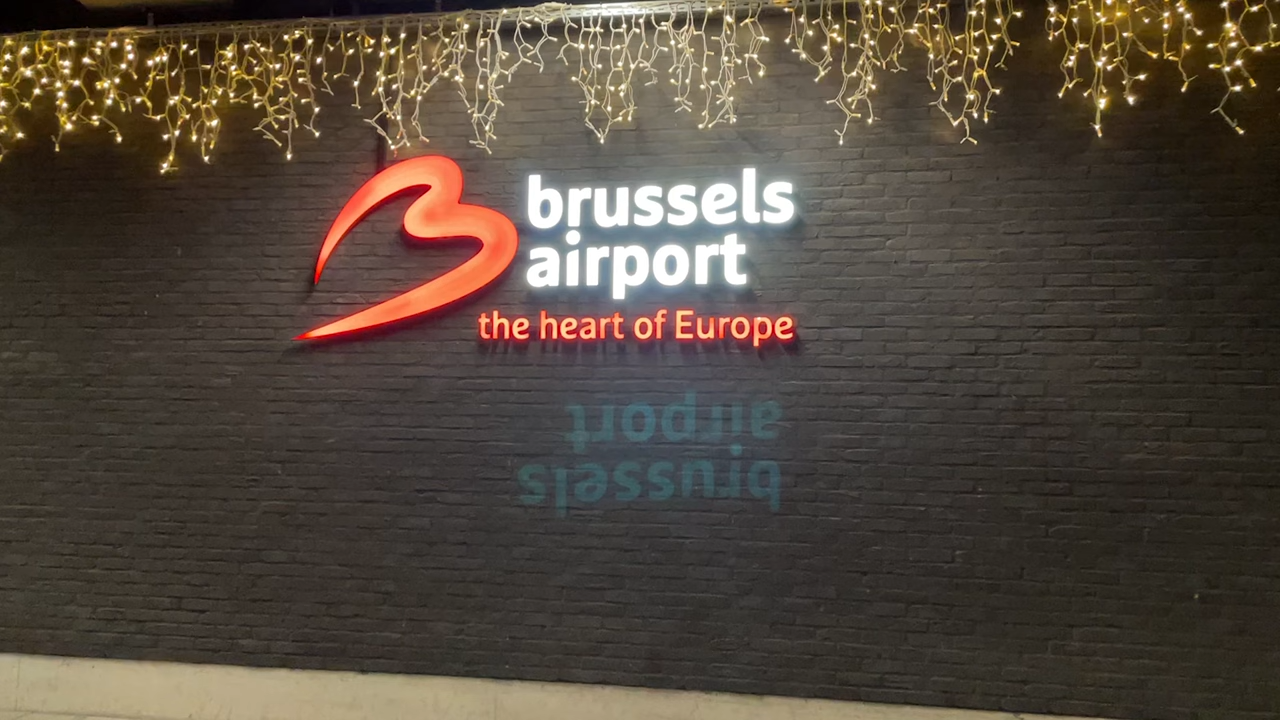 brussels
airport
the heart of Europe
airport
brussels